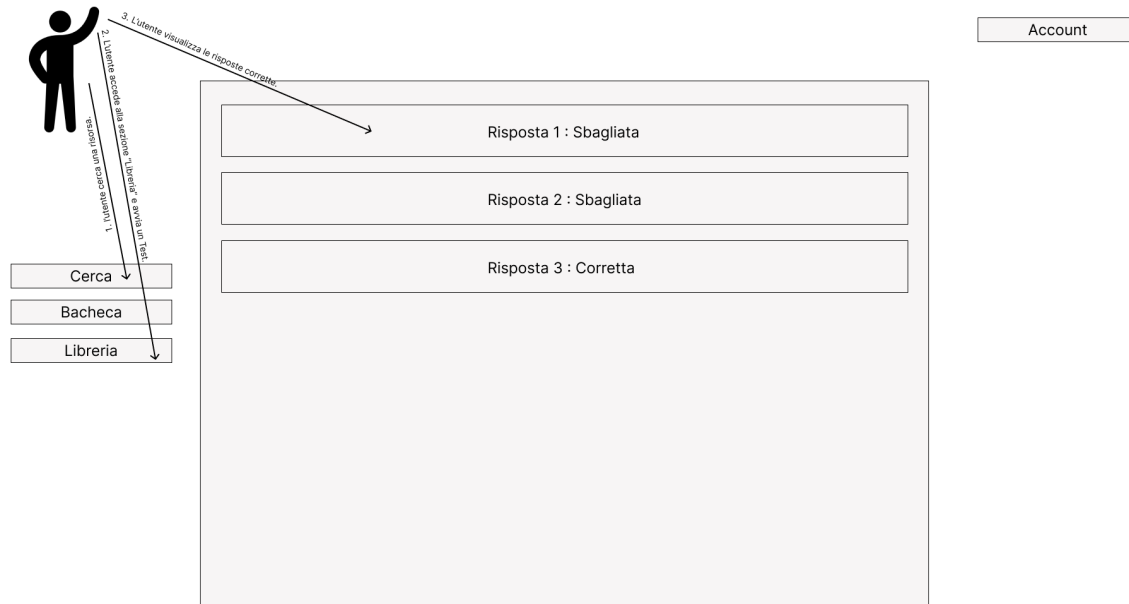 3. L'utente visualizza le risposte corrette.
Account
2. L'utente accede alla sezione "Libreria" e avvia un Test.
1. l'utente cerca una risorsa.
Risposta 1 : Sbagliata
Risposta 2 : Sbagliata
Risposta 3 : Corretta
Cerca
Bacheca
Libreria